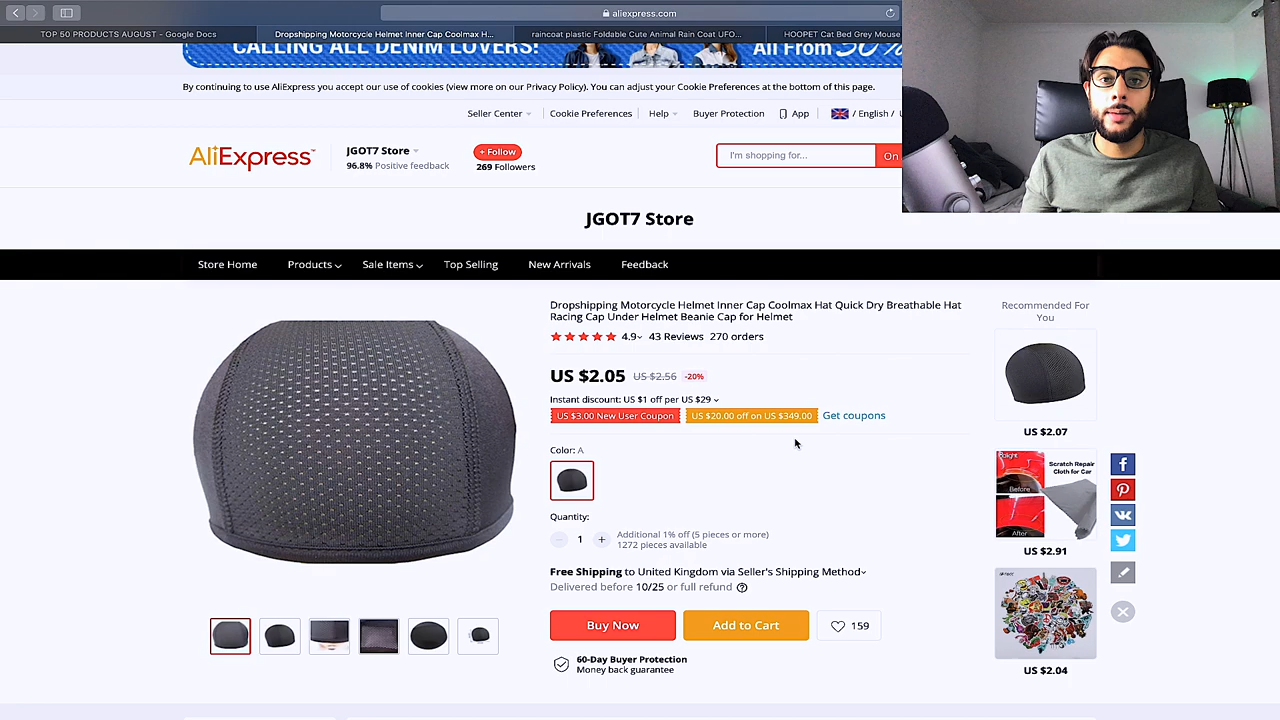 aliexpress.com
TOP 50 PRODUCTS AUGUST - Google Docs
Dropshipping Motorcycle Helmet Inner Cap Coolmax H...
raincoat plastic Foldable Cute Animal Rain Coat UFO...
HOOPET Cat Bed Grey Mouse
CALLING ALL DENIM LOVERS!
All From 50%
By continuing to use AliExpress you accept our use of cookies (view more on our Privacy Policy). You can adjust your Cookie Preferences at the bottom of this page.
Seller Center
Cookie Preferences
Help
Buyer Protection
App
/ English /
AliExpress
JGOT7 Store
96.8% Positive feedback
+ Follow
269 Followers
I'm shopping for...
On
JGOT7 Store
Store Home
Products
Sale Items
Top Selling
New Arrivals
Feedback
Dropshipping Motorcycle Helmet Inner Cap Coolmax Hat Quick Dry Breathable Hat
Racing Cap Under Helmet Beanie Cap for Helmet
4.9 43 Reviews 270 orders
US $2.05 US $2.56 -20%
Instant discount: US $1 off per US $29
US $3.00 New User Coupon
US $20.00 off on US $349.00
Get coupons
Color: A
Quantity:
1
Additional 1% off (5 pieces or more)
1272 pieces available
Free Shipping to United Kingdom via Seller's Shipping Method
Delivered before 10/25 or full refund
Buy Now
Add to Cart
159
60-Day Buyer Protection
Money back guarantee
Recommended For
You
US $2.07
Scratch Repair
Cloth for Car
Before
After
US $2.91
US $2.04